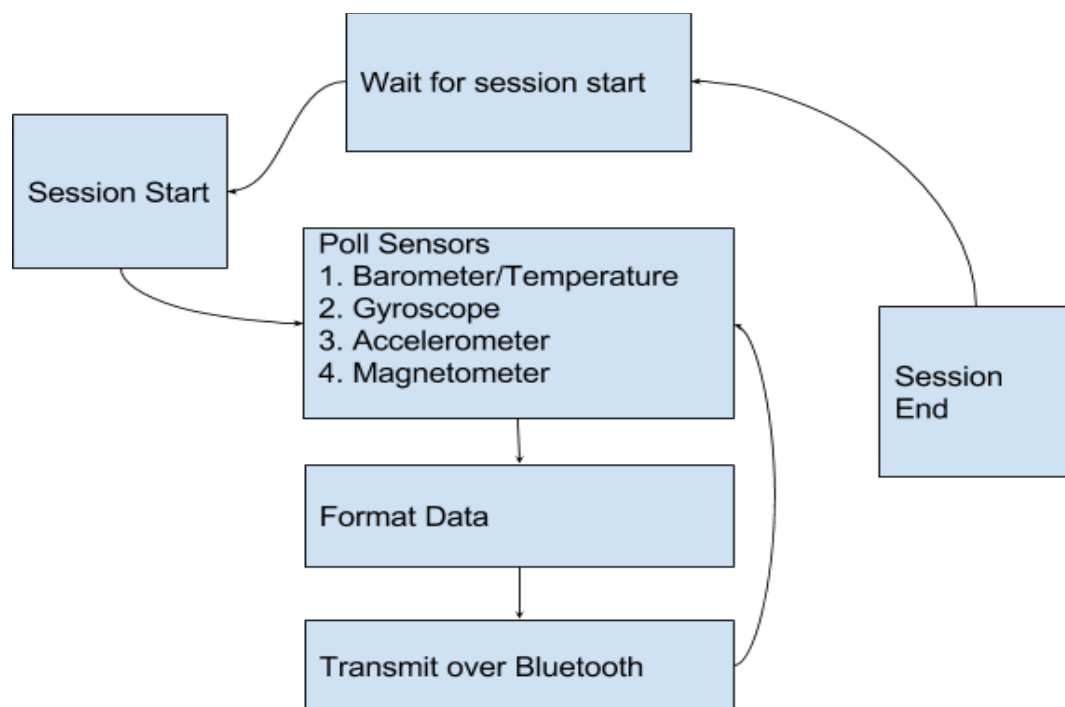 Wait for session start
Session Start
Poll Sensors
1. Barometer/Temperature
2. Gyroscope
3. Accelerometer
4. Magnetometer
Session
End
Format Data
Transmit over Bluetooth